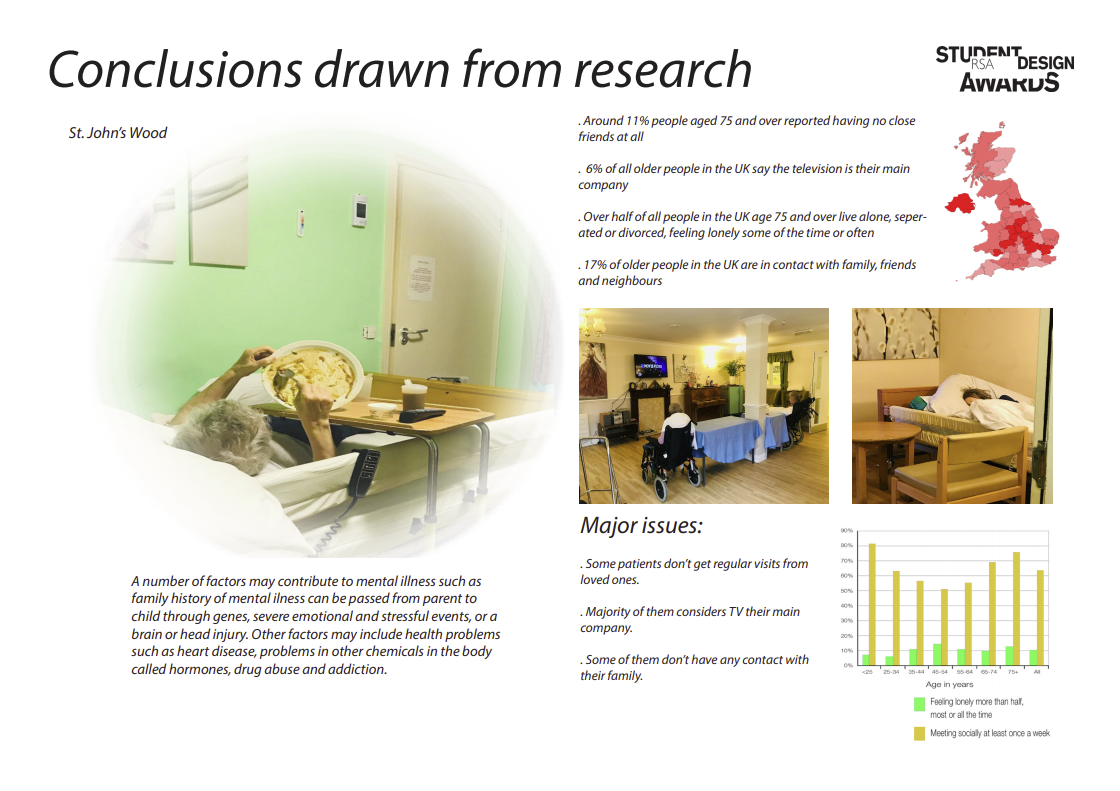 Conclusions drawn from research
STUDENT
RSA DESIGN
AWARDS
St. John's Wood
. Around 11% people aged 75 and over reported having no close
friends at all
. 6% of all older people in the UK say the television is their main
company
. Over half of all people in the UK age 75 and over live alone, seper-
ated or divorced, feeling lonely some of the time or often
. 17% of older people in the UK are in contact with family, friends
and neighbours
A number of factors may contribute to mental illness such as
family history of mental ilness can be passed from parent to
child through genes, severe emotional and stressful events, or a
brain or head injury. Other factors may include health problems
such as heart disease, problems in other chemicals in the body
called hormones, drug abuse and addiction.
Major issues:
. Some patients don't get regular visits from
loved ones.
. Majority of them considers TV their main
company.
. Some of them don't have any contact with
their family.
90%
80%
70%
60%
50%
40%
30%
20%
10%
0%
<25 25-34 35-44 45-54 55-64 65-74 75+ All
Age in years
Feeling lonely more than half,
most or all the time
Meeting socially at least once a week